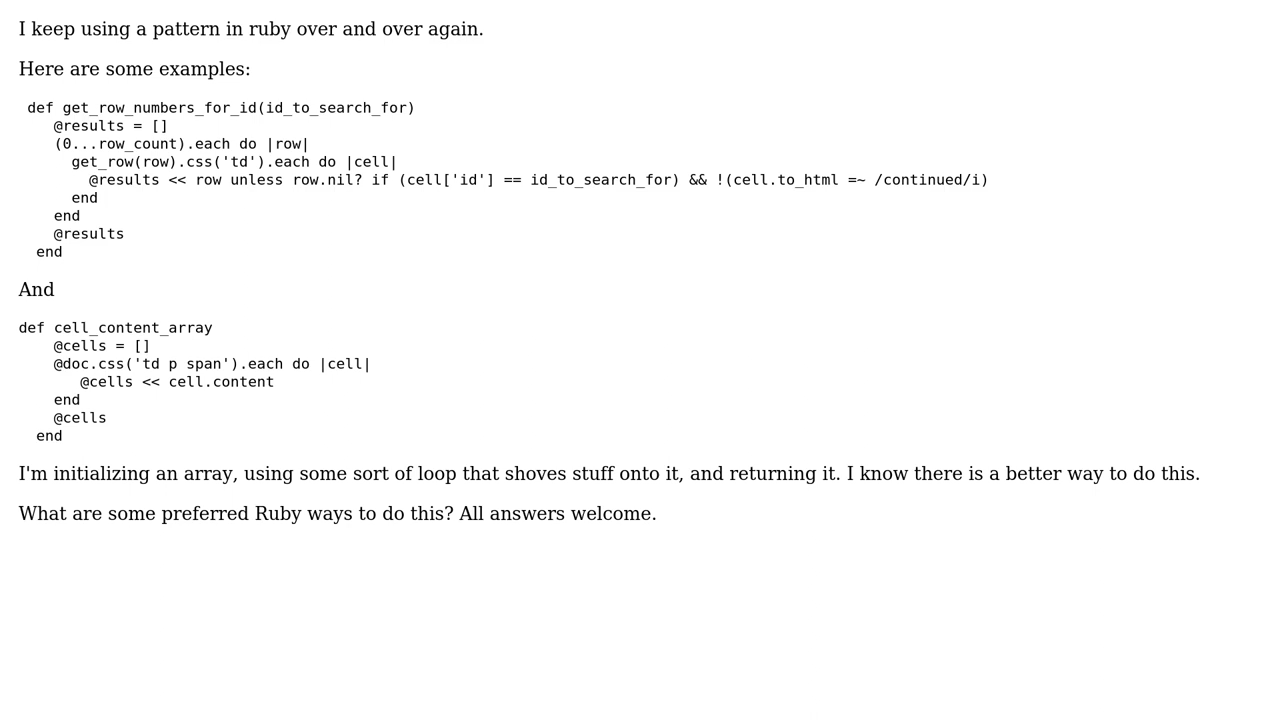 I keep using a pattern in ruby over and over again.
Here are some examples:
 def get_row_numbers_for_id(id_to_search_for)
    @results = []
    (0...row_count).each do |row|
      get_row(row).css('td').each do |cell|
        @results << row unless row.nil? if (cell['id'] == id_to_search_for) && !(cell.to_html =~ /continued/i)
      end
    end
    @results
  end
And
def cell_content_array
    @cells = []
    @doc.css('td p span').each do |cell|
       @cells << cell.content
    end
    @cells
  end
I'm initializing an array, using some sort of loop that shoves stuff onto it, and returning it. I know there is a better way to do this.
What are some preferred Ruby ways to do this? All answers welcome.